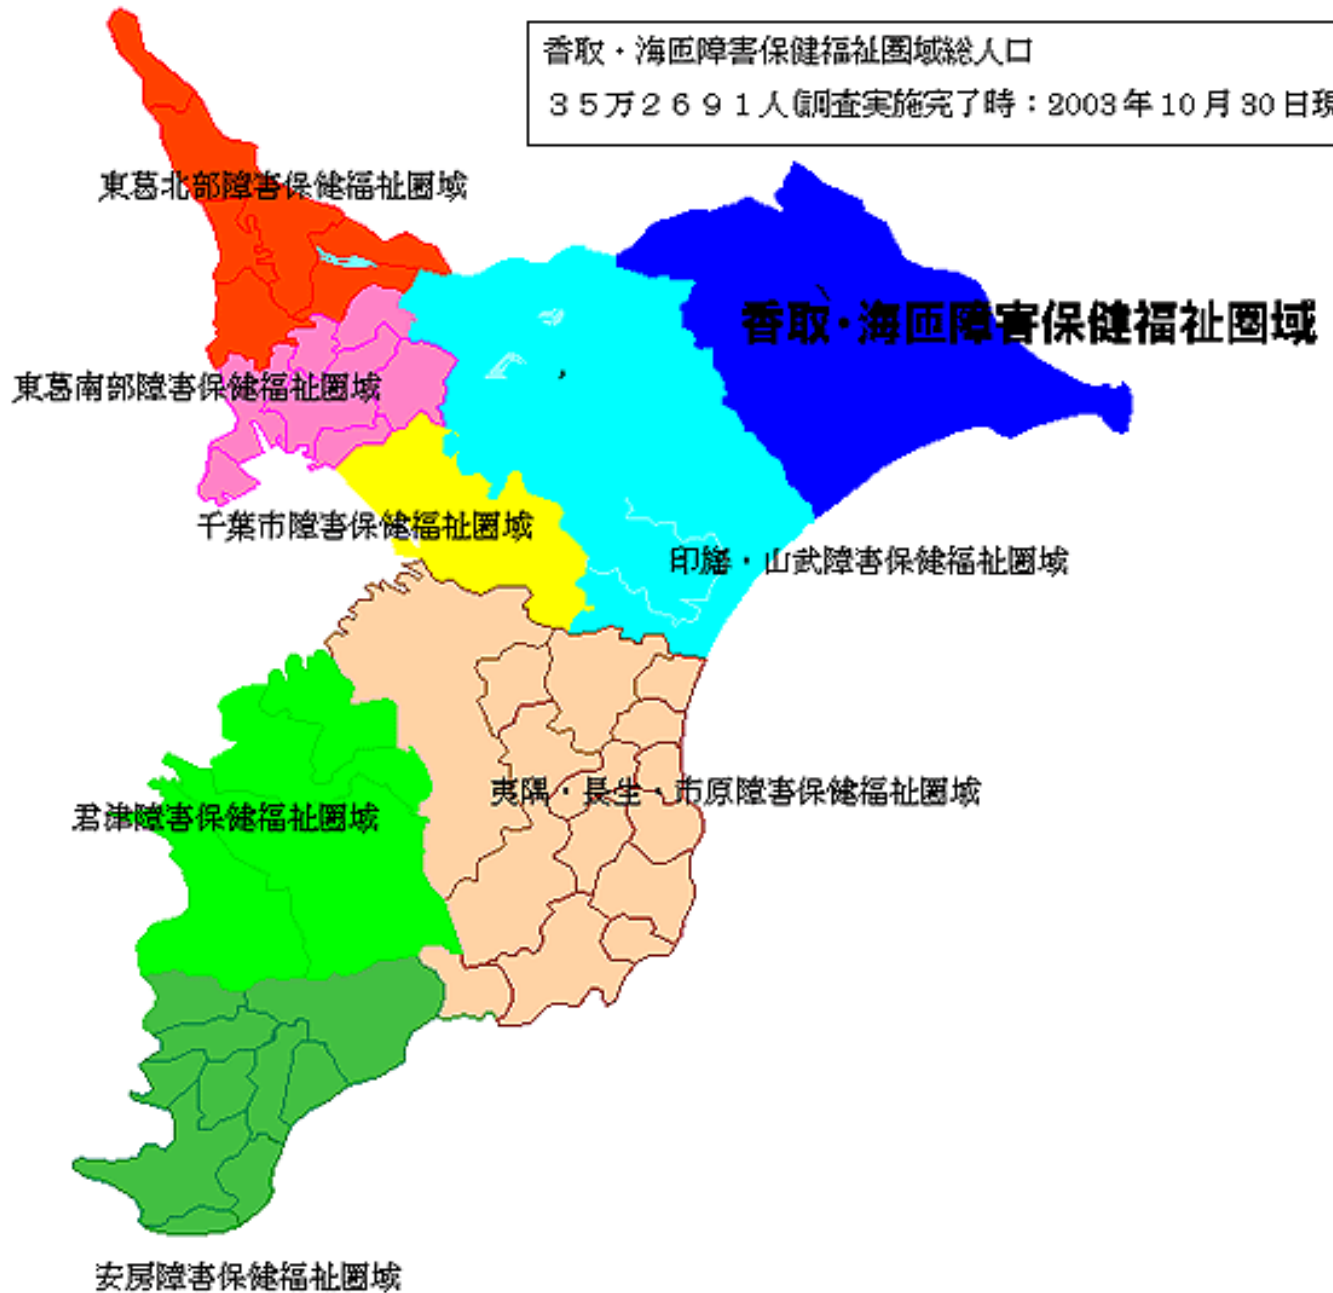 香取・海匝障害保健福祉圏域総人口
３５万２６９１人(調査実施完了時：2003年10月30日現
東葛北部障害保健福祉圏域
香取・海匝障害保健福祉圏域
東葛南部障害保健福祉圏域
千葉市障害保健福祉圏域
印旛・山武障害保健福祉圏域
夷隅・長生・市原障害保健福祉圏域
君津障害保健福祉圏域
安房障害保健福祉圏域